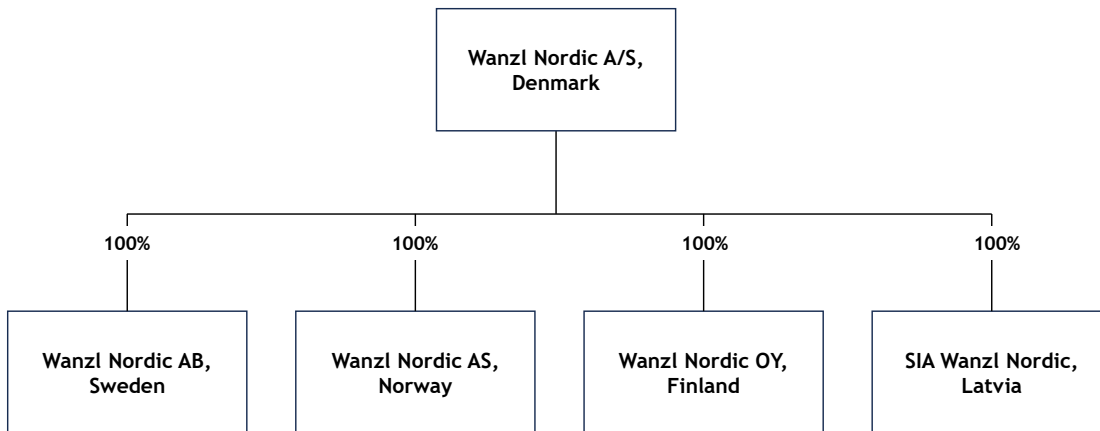 Wanzl Nordic A/S,
Denmark
100%
100%
100%
100%
Wanzl Nordic AB,
Sweden
Wanzl Nordic AS,
Norway
Wanzl Nordic OY,
Finland
SIA Wanzl Nordic,
Latvia